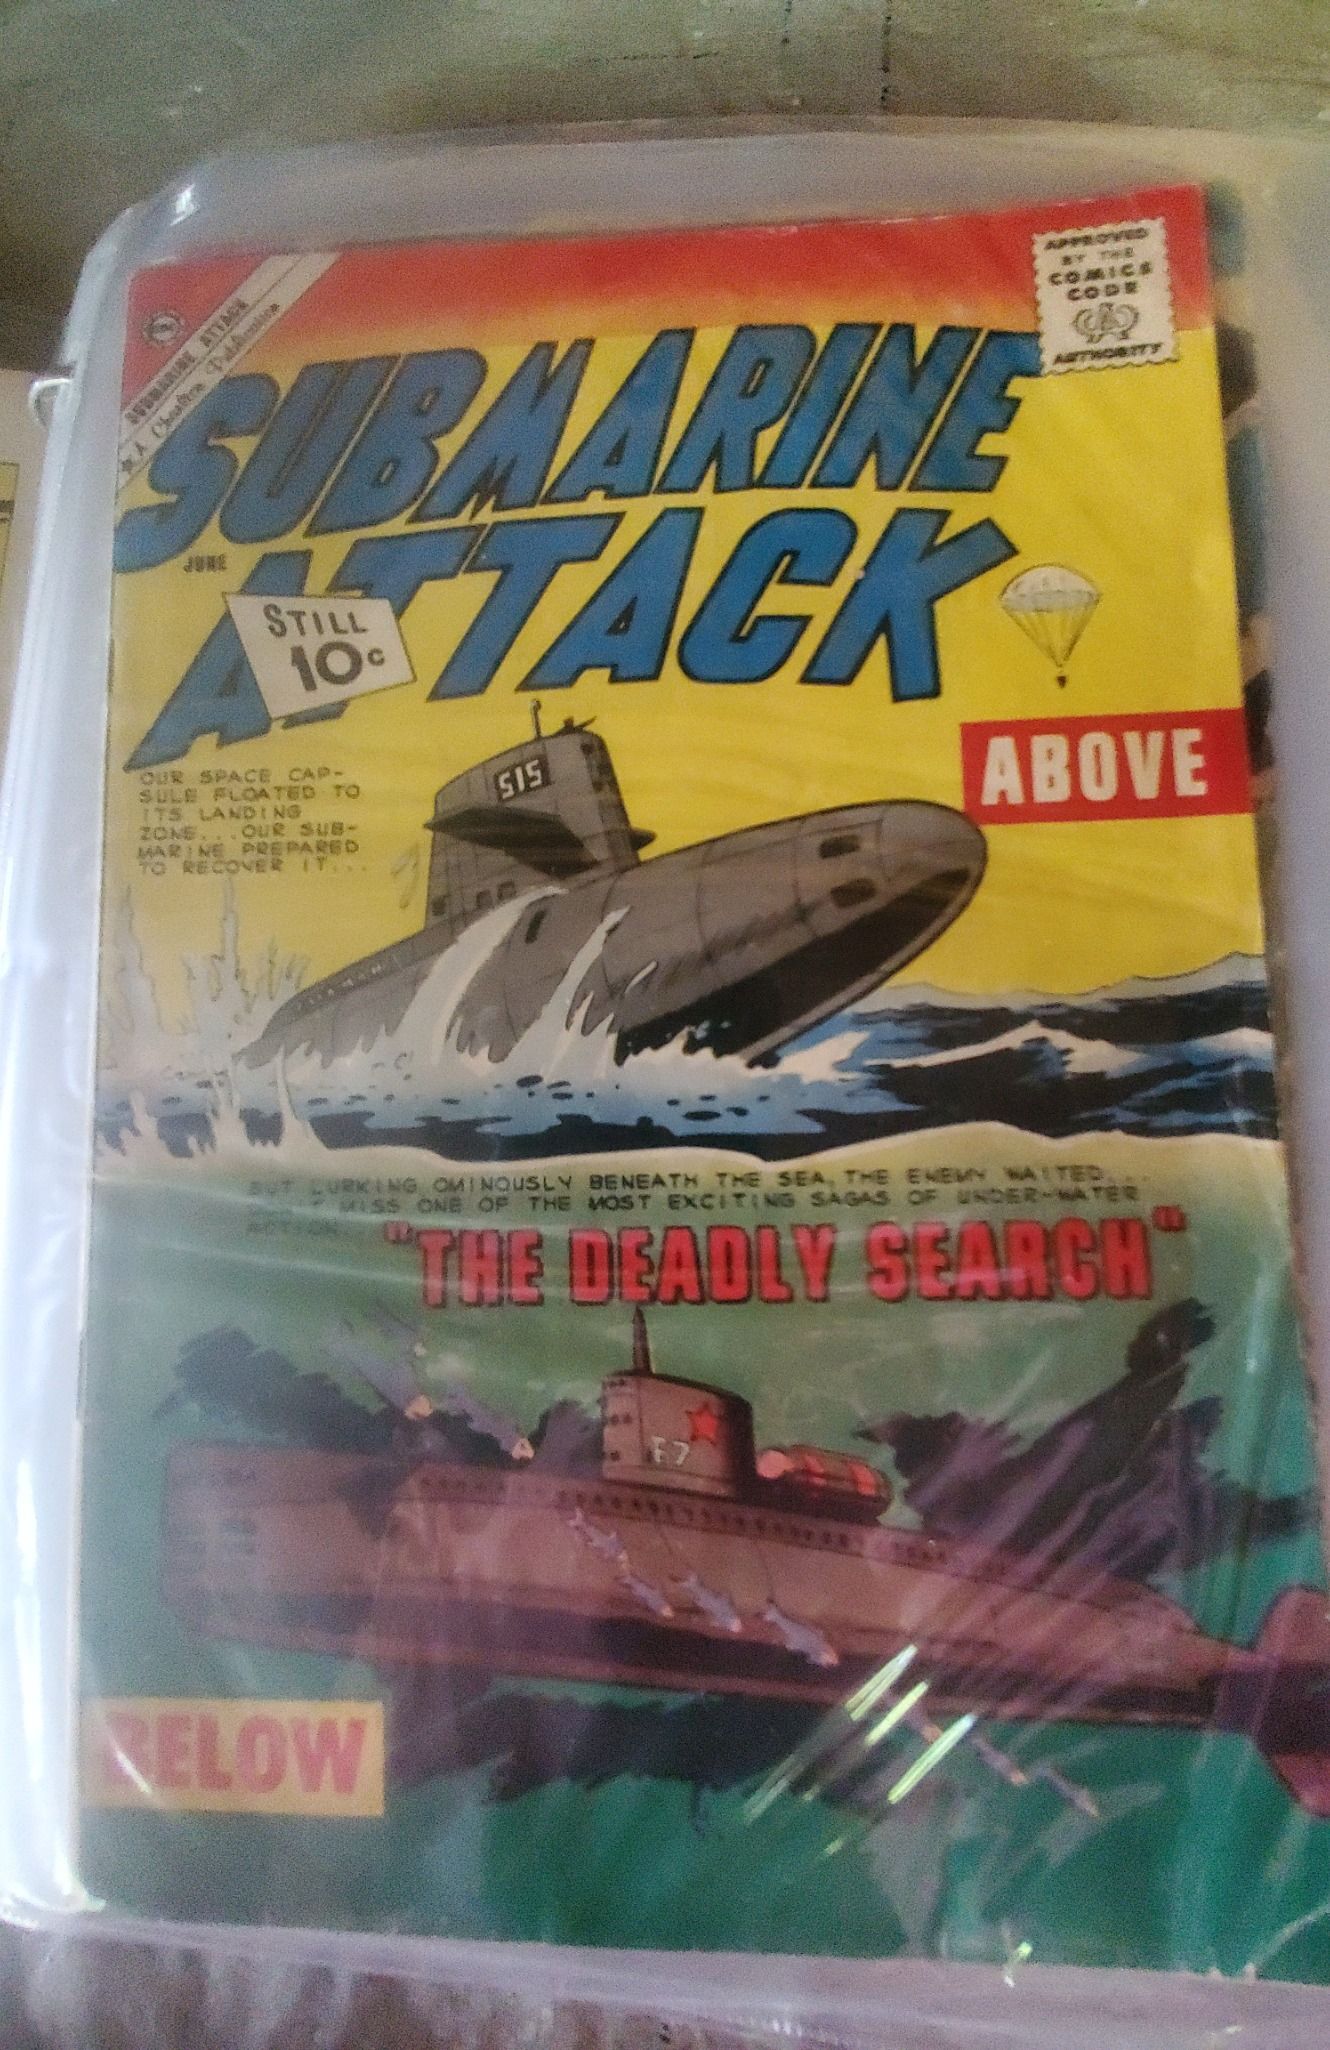 SUBMARINE ATTACK
A Charlton Publication
APPROVED
BY THE
COMICS
CODE
AUTHORITY
SUBMARINE
ATTACK
JUNE
STILL
10¢
ABOVE
515
OUR SPACE CAP-
SULE FLOATED TO
ITS LANDING
ZONE...OUR SUB-
MARINE PREPARED
TO RECOVER IT...
BUT LURKING OMINOUSLY BENEATH THE SEA, THE ENEMY WAITED...
MISS ONE OF THE MOST EXCITING SAGAS OF UNDER-WATER
ACTION
"THE DEADLY SEARCH"
E7
BELOW